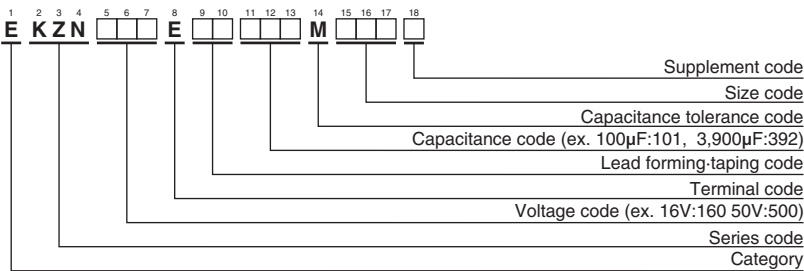 1 2 3 4 5 6 7 8 9 10 11 12 13 14 15 16 17 18
E KZN E M
Supplement code
Size code
Capacitance tolerance code
Capacitance code (ex. 100µF:101, 3,900µF:392)
Lead forming·taping code
Terminal code
Voltage code (ex. 16V:160 50V:500)
Series code
Category